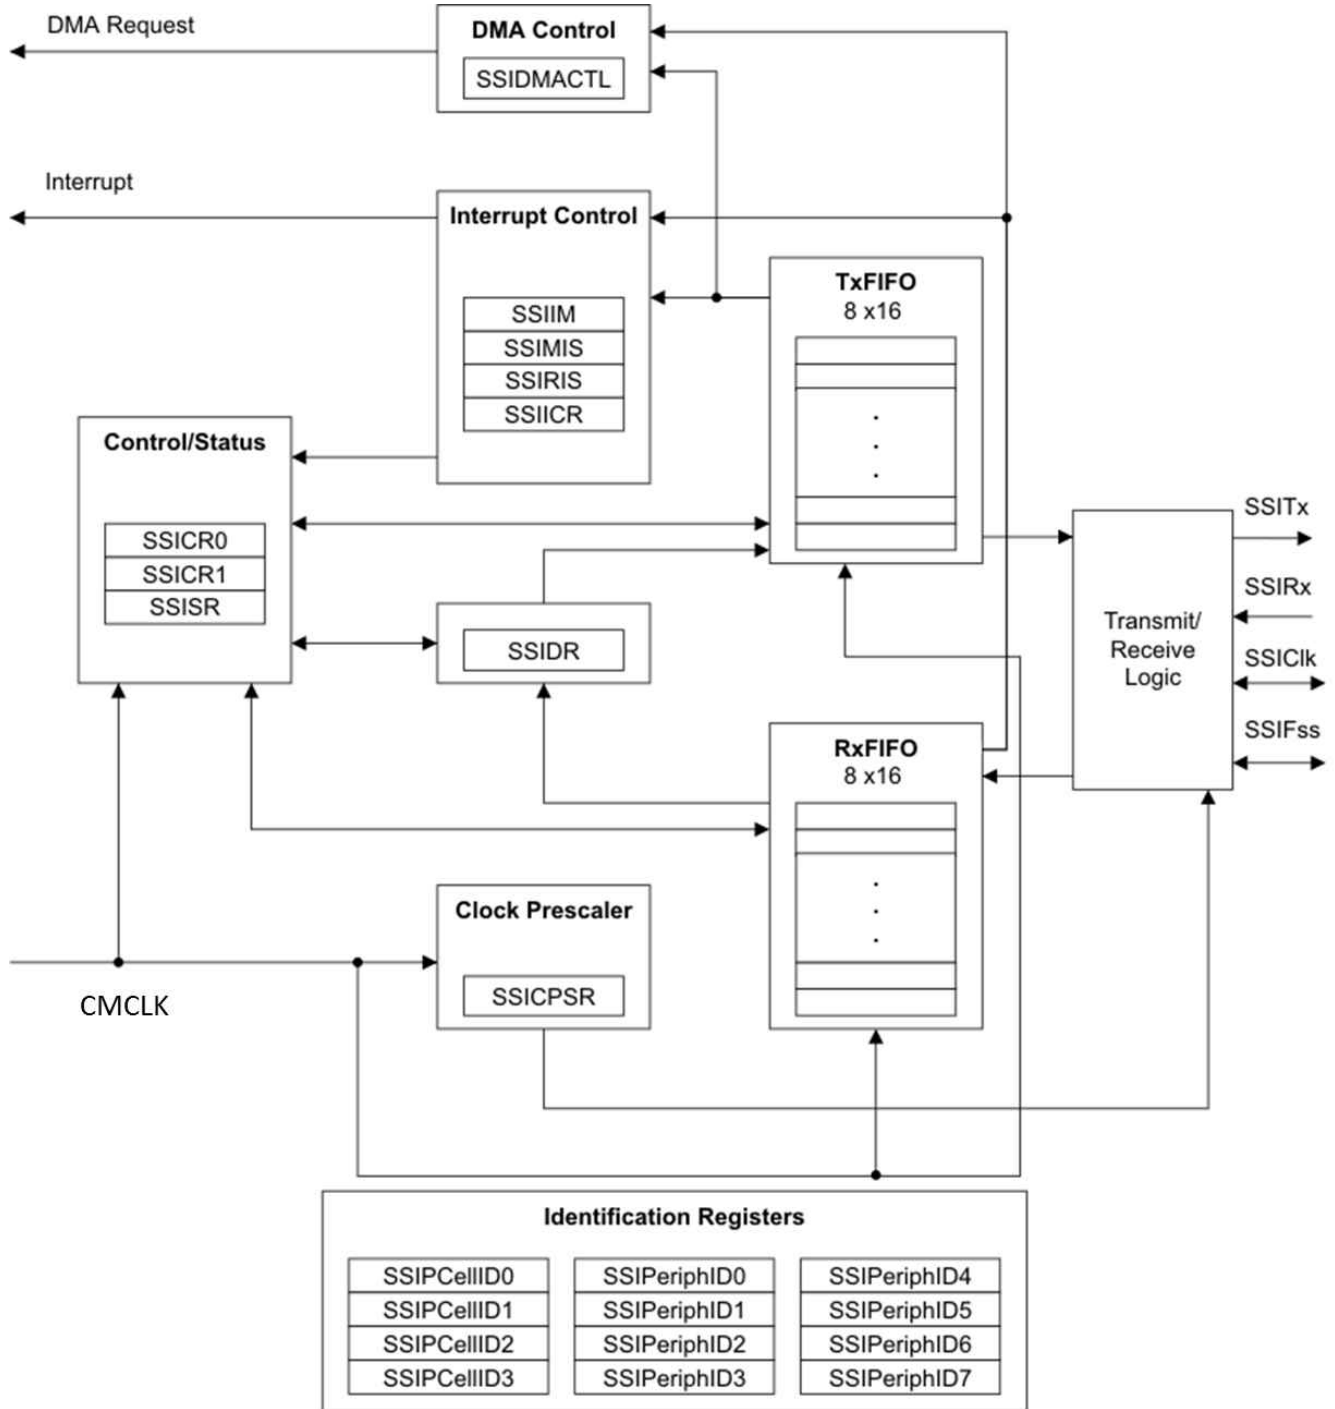 DMA Request
DMA Control
SSIDMACTL
Interrupt
Interrupt Control
SSIIM
SSIMIS
SSIRIS
SSIICR
TxFIFO
8 x16
.
.
.
Control/Status
SSICR0
SSICR1
SSISR
SSIDR
Transmit/
Receive
Logic
SSITx
SSIRx
SSIClk
SSIFss
RxFIFO
8 x16
.
.
.
Clock Prescaler
SSICPSR
CMCLK
Identification Registers
SSIPCellID0
SSIPCellID1
SSIPCellID2
SSIPCellID3
SSIPeriphID0
SSIPeriphID1
SSIPeriphID2
SSIPeriphID3
SSIPeriphID4
SSIPeriphID5
SSIPeriphID6
SSIPeriphID7